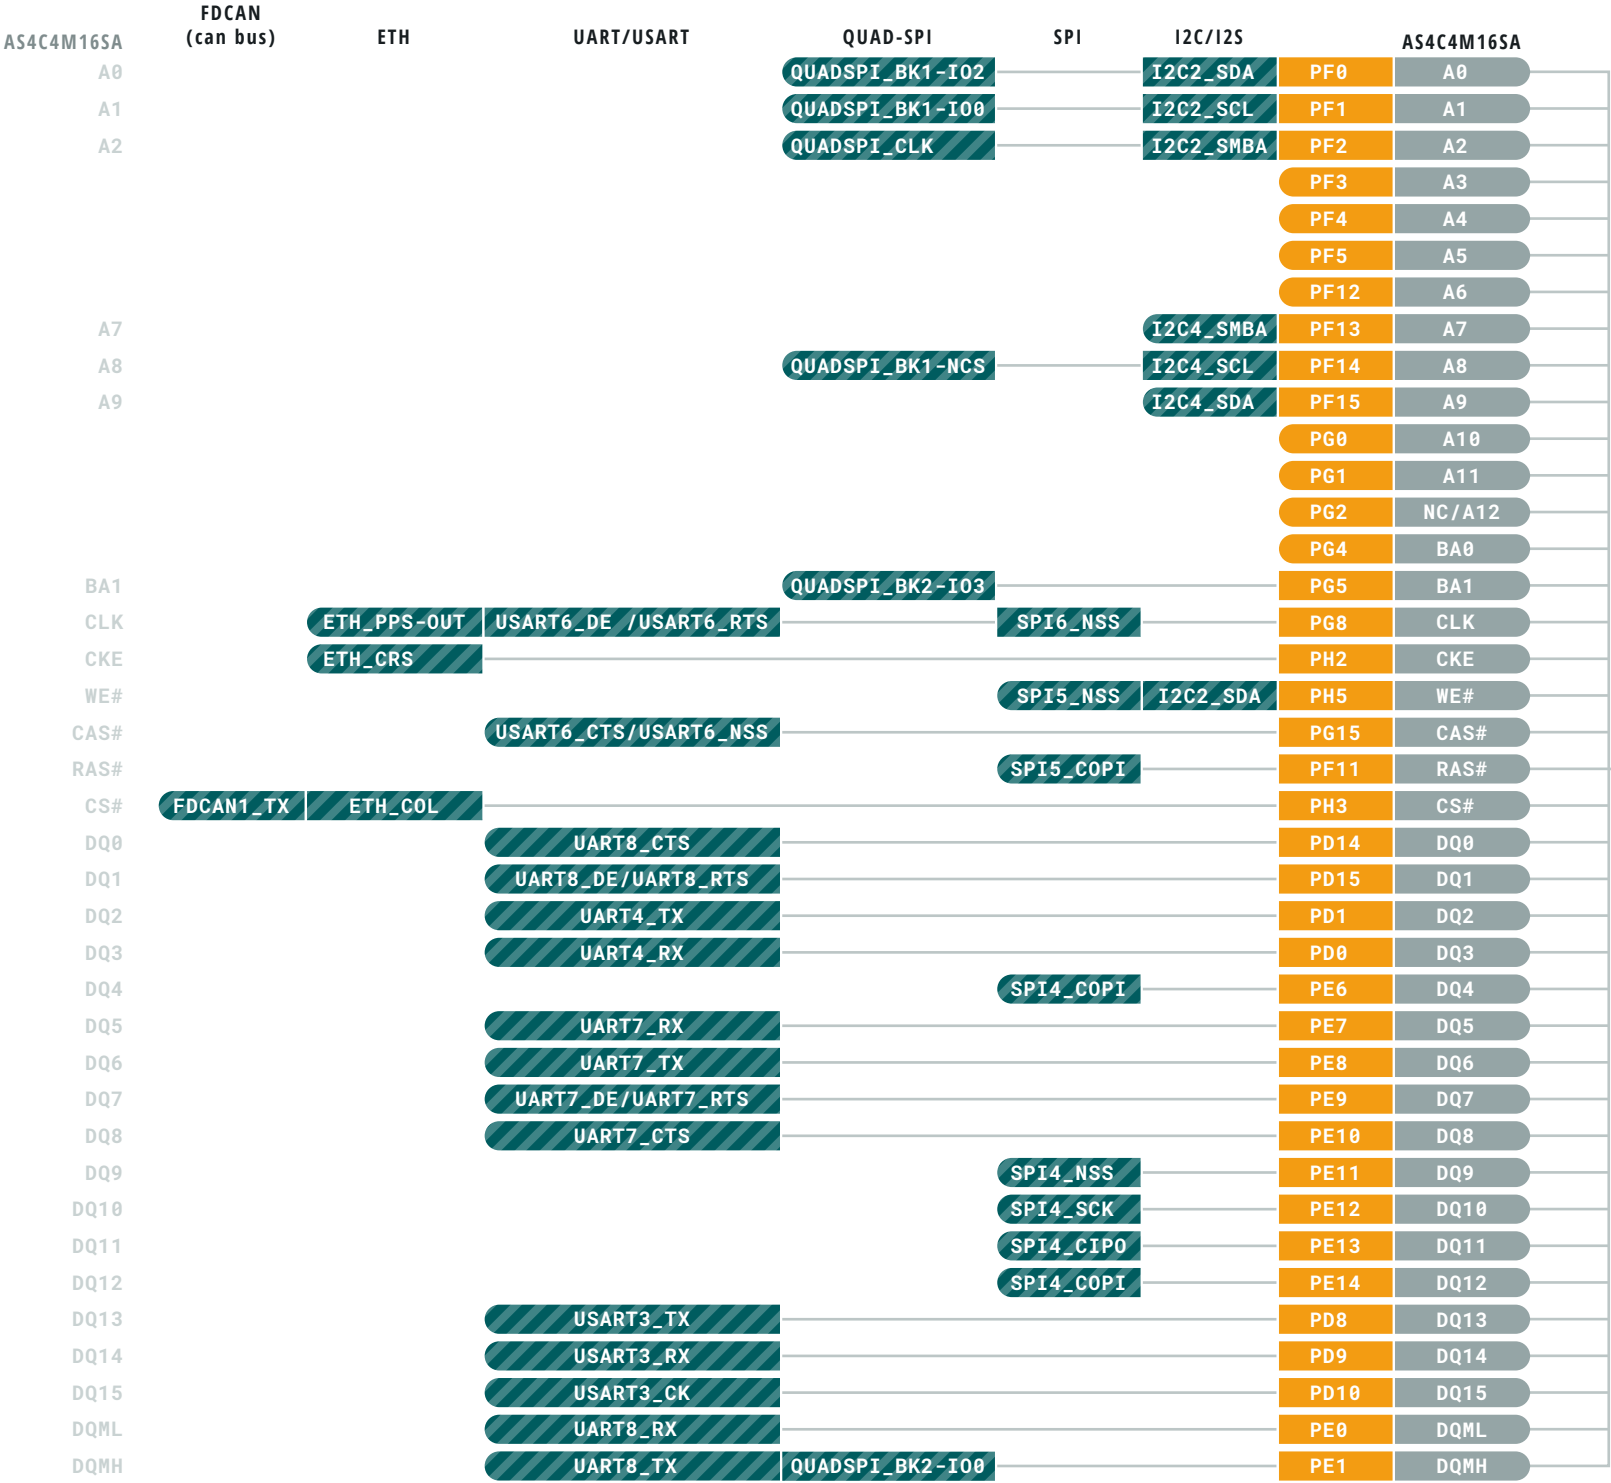 AS4C4M16SA FDCAN (can bus) ETH UART/USART QUAD-SPI SPI I2C/I2S AS4C4M16SA
A0 QUADSPI_BK1-IO2 I2C2_SDA PF0 A0
A1 QUADSPI_BK1-IO0 I2C2_SCL PF1 A1
A2 QUADSPI_CLK I2C2_SMBA PF2 A2
PF3 A3
PF4 A4
PF5 A5
PF12 A6
A7 I2C4_SMBA PF13 A7
A8 QUADSPI_BK1-NCS I2C4_SCL PF14 A8
A9 I2C4_SDA PF15 A9
PG0 A10
PG1 A11
PG2 NC/A12
PG4 BA0
BA1 QUADSPI_BK2-IO3 PG5 BA1
CLK ETH_PPS-OUT USART6_DE /USART6_RTS SPI6_NSS PG8 CLK
CKE ETH_CRS PH2 CKE
WE# SPI5_NSS I2C2_SDA PH5 WE#
CAS# USART6_CTS/USART6_NSS PG15 CAS#
RAS# SPI5_COPI PF11 RAS#
CS# FDCAN1_TX ETH_COL PH3 CS#
DQ0 UART8_CTS PD14 DQ0
DQ1 UART8_DE/UART8_RTS PD15 DQ1
DQ2 UART4_TX PD1 DQ2
DQ3 UART4_RX PD0 DQ3
DQ4 SPI4_COPI PE6 DQ4
DQ5 UART7_RX PE7 DQ5
DQ6 UART7_TX PE8 DQ6
DQ7 UART7_DE/UART7_RTS PE9 DQ7
DQ8 UART7_CTS PE10 DQ8
DQ9 SPI4_NSS PE11 DQ9
DQ10 SPI4_SCK PE12 DQ10
DQ11 SPI4_CIPO PE13 DQ11
DQ12 SPI4_COPI PE14 DQ12
DQ13 USART3_TX PD8 DQ13
DQ14 USART3_RX PD9 DQ14
DQ15 USART3_CK PD10 DQ15
DQML UART8_RX PE0 DQML
DQMH UART8_TX QUADSPI_BK2-IO0 PE1 DQMH